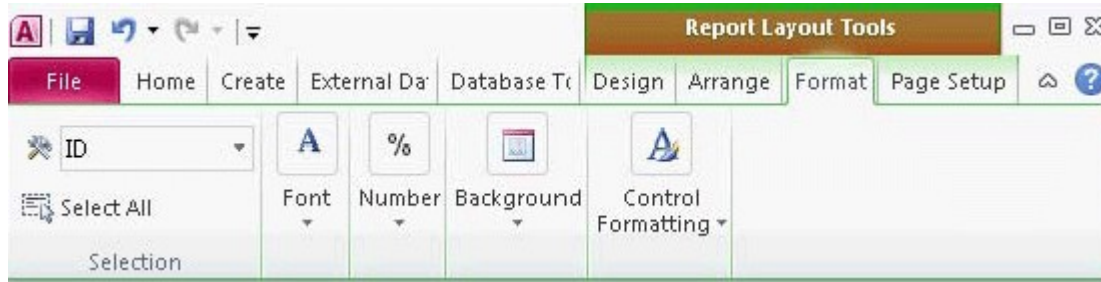 A
Report Layout Tools
File Home Create External Da Database To Design Arrange Format Page Setup ?
ID A %
Select All Font Number Background Control
Formatting
Selection